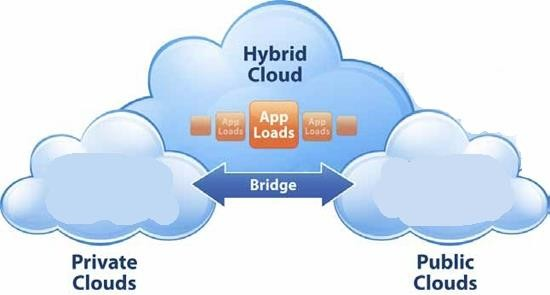 Hybrid
Cloud
App
Loads
App
Loads
App
Loads
Bridge
Private
Clouds
Public
Clouds